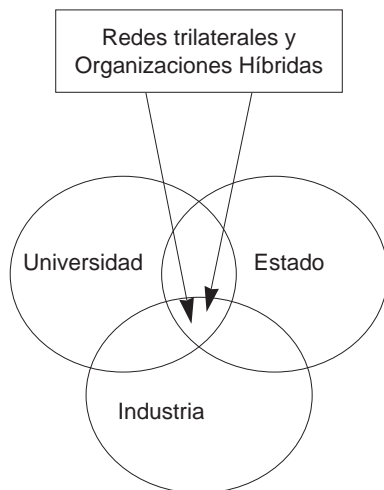 Redes trilaterales y
Organizaciones Híbridas
Universidad
Estado
Industria